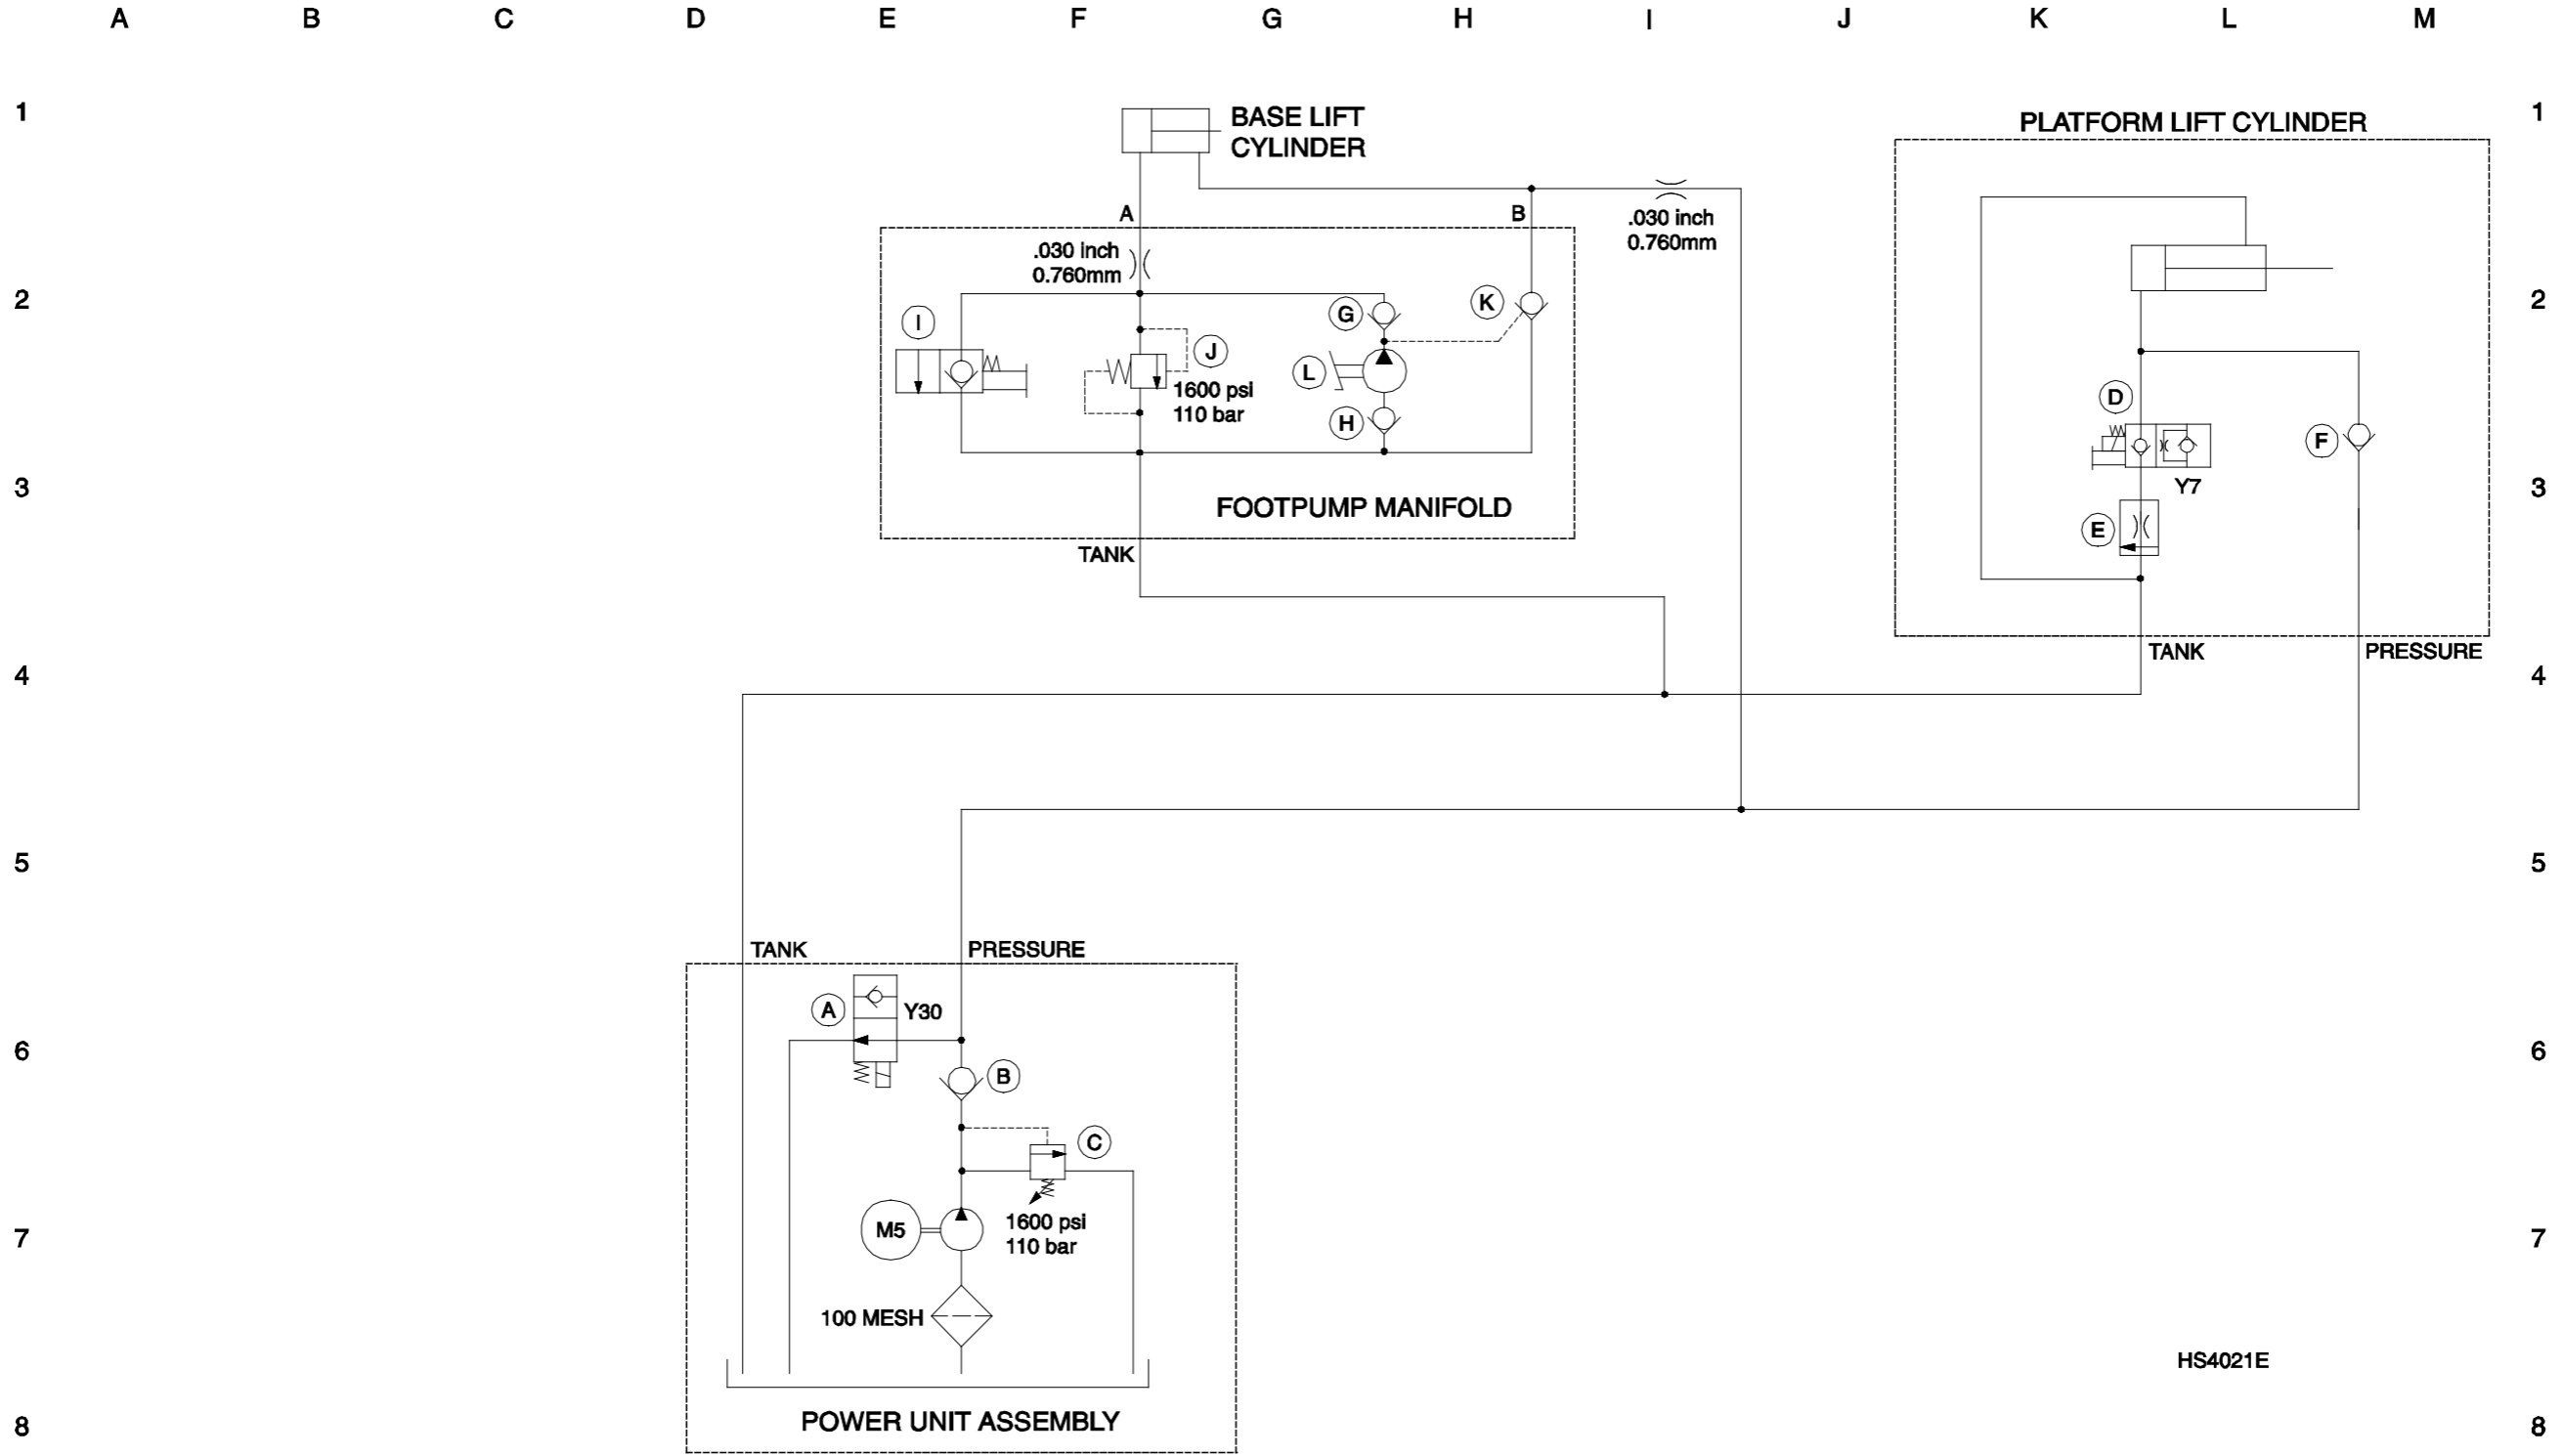 A B C D E F G H I J K L M
1 1
BASE LIFT
CYLINDER
PLATFORM LIFT CYLINDER
A
B
.030 inch
0.760mm
.030 inch
0.760mm
2 2
I
G
K
J
L
1600 psi
110 bar
H
D
F
Y7
3 3
FOOTPUMP MANIFOLD
E
TANK
TANK
PRESSURE
4 4
5 5
TANK
PRESSURE
A
Y30
6 6
B
C
M5
1600 psi
110 bar
7 7
100 MESH
HS4021E
POWER UNIT ASSEMBLY
8 8